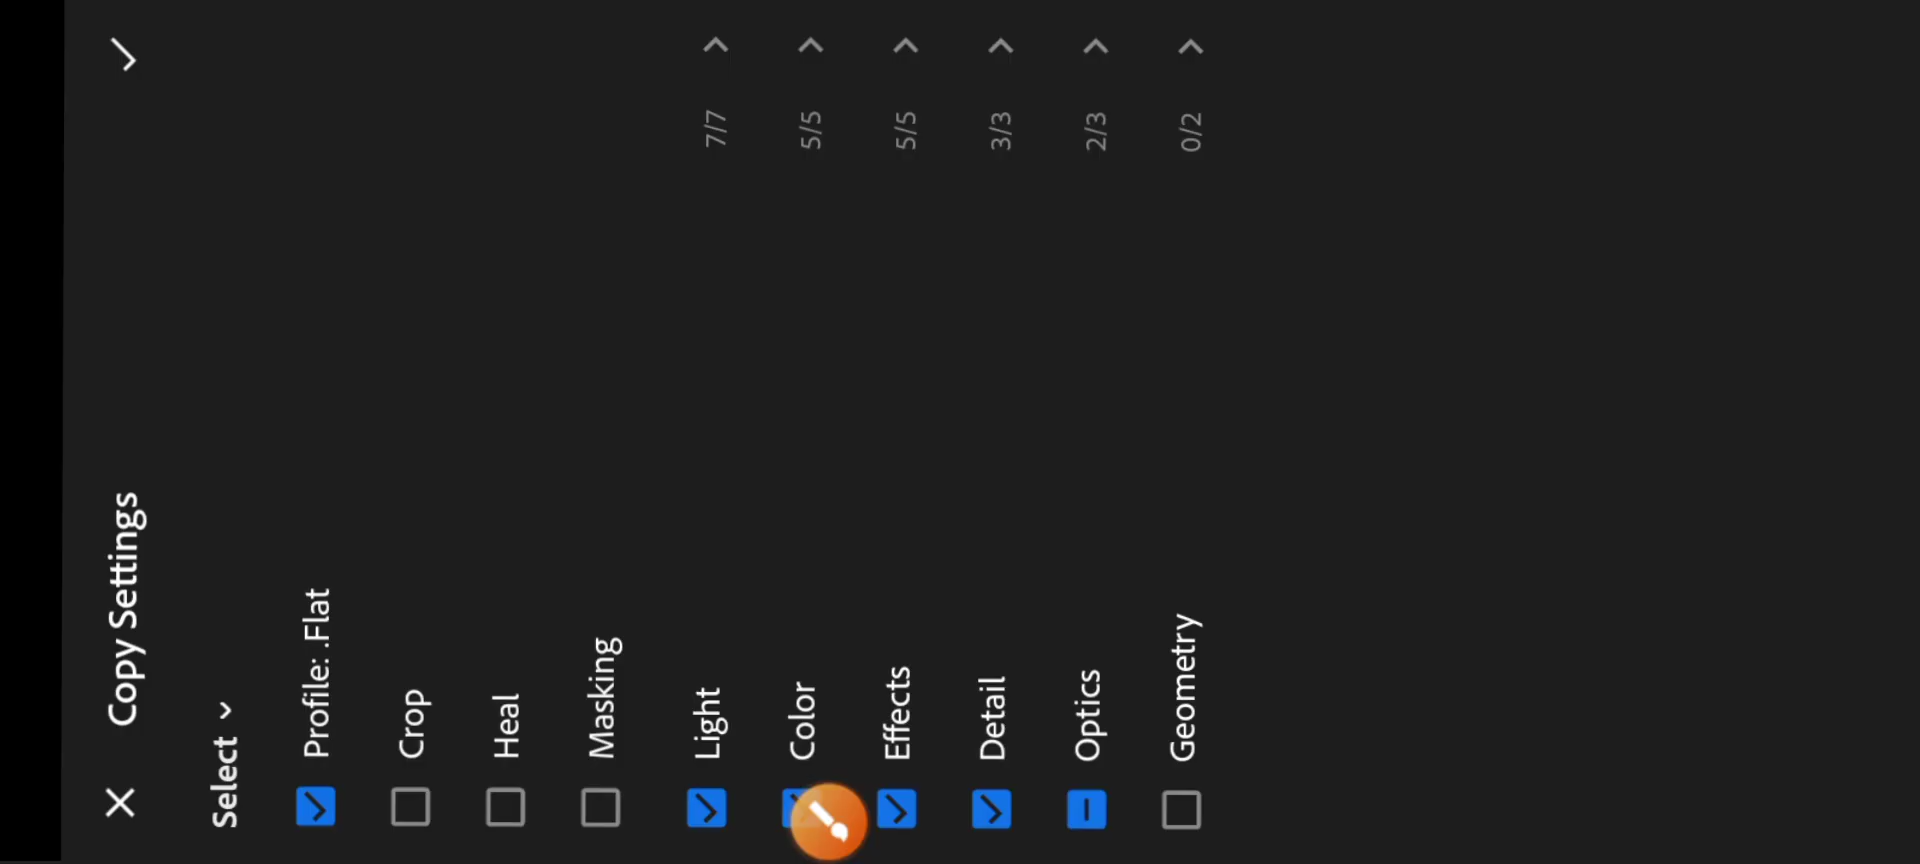 Copy Settings
Select
Profile: .Flat
Crop
Heal
Masking
Light 7/7
Color 5/5
Effects 5/5
Detail 3/3
Optics 2/3
Geometry 0/2